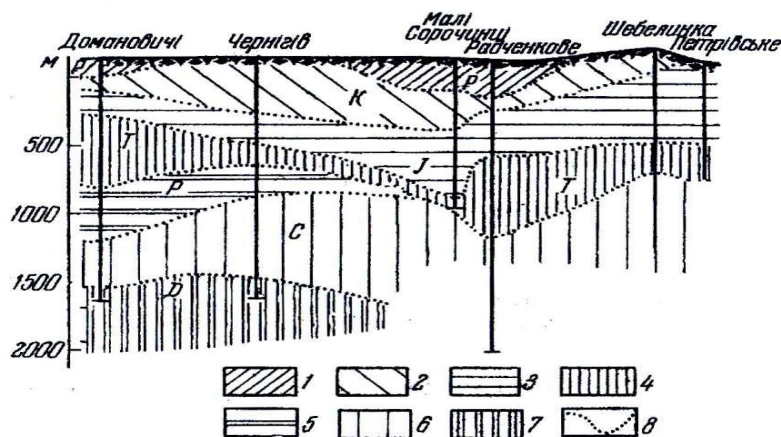 Домановичі
Чернігів
Малі
Сорочинці
Радченкове
Шебелинка
Петрівське
М
Р
Р
К
500
Т
J
Т
Р
1000
С
1500
D
2000
1
2
3
4
5
6
7
8